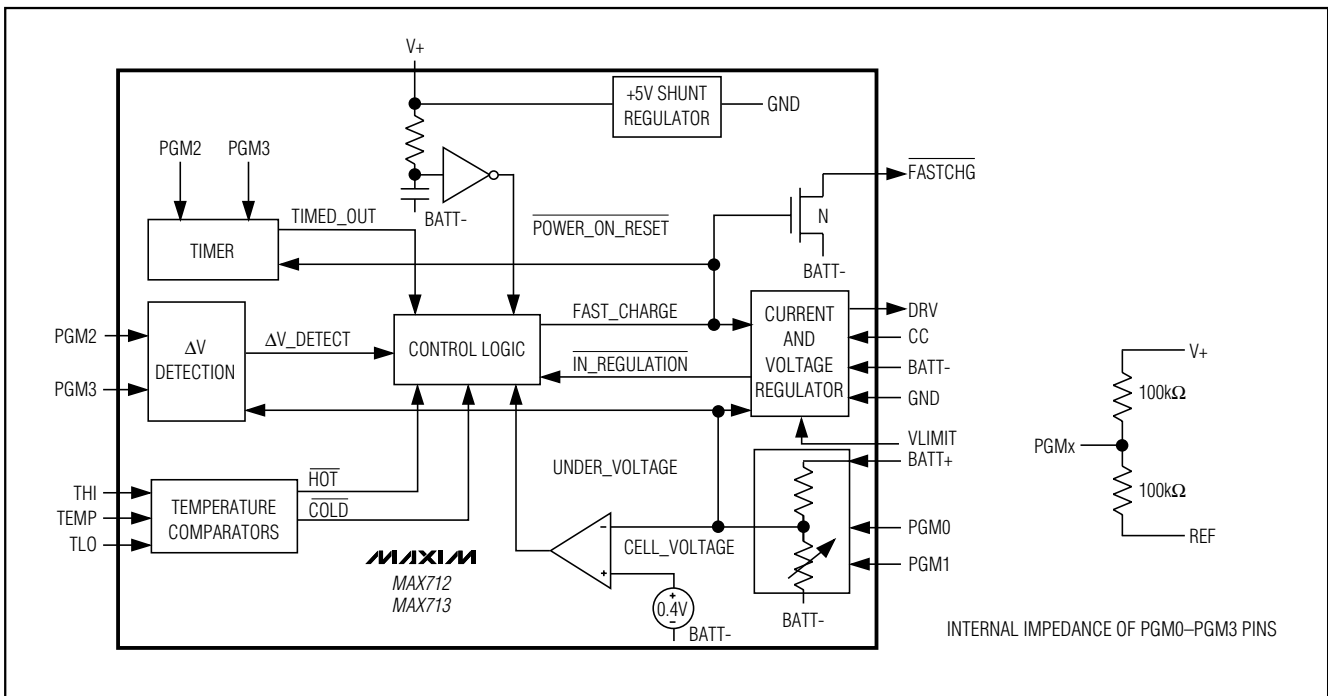 V+
+5V SHUNT
REGULATOR
GND
PGM2
PGM3
FASTCHG
N
BATT-
TIMED_OUT
BATT-
POWER_ON_RESET
TIMER
FAST_CHARGE
CURRENT
AND
VOLTAGE
REGULATOR
DRV
CC
BATT-
GND
VLIMIT
PGM2
PGM3
ΔV
DETECTION
ΔV_DETECT
CONTROL LOGIC
IN_REGULATION
UNDER_VOLTAGE
BATT+
PGM0
PGM1
THI
TEMP
TLO
TEMPERATURE
COMPARATORS
HOT
COLD
CELL_VOLTAGE
-
+
+
0.4V
-
BATT-
BATT-
MAXIM
MAX712
MAX713
V+
100kΩ
PGMx
100kΩ
REF
INTERNAL IMPEDANCE OF PGM0–PGM3 PINS